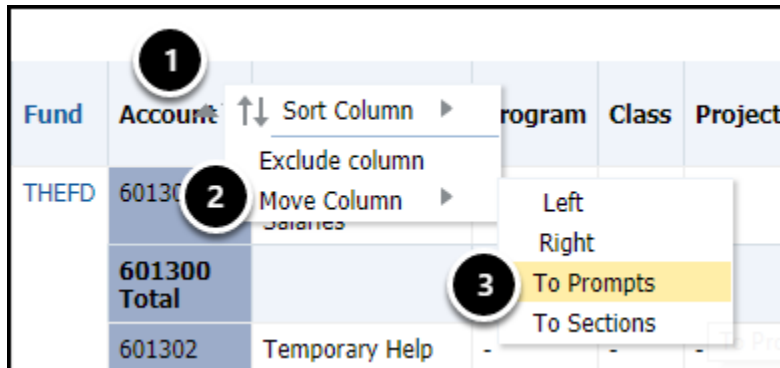 1
Fund Account Sort Column rogram Class Project
Exclude column
THEFD 60130 2 Move Column Left
Salaries Right
601300 3 To Prompts
Total To Sections
601302 Temporary Help - - -